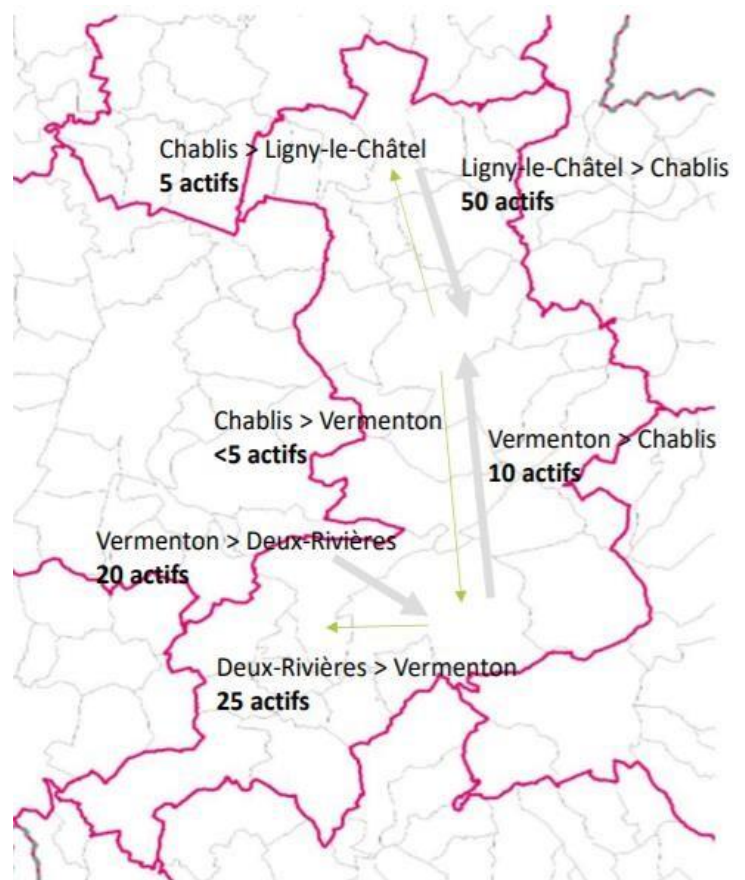 Chablis > Ligny-le-Châtel
5 actifs
Ligny-le-Châtel > Chablis
50 actifs
Chablis > Vermenton
<5 actifs
Vermenton > Chablis
10 actifs
Vermenton > Deux-Rivières
20 actifs
Deux-Rivières > Vermenton
25 actifs